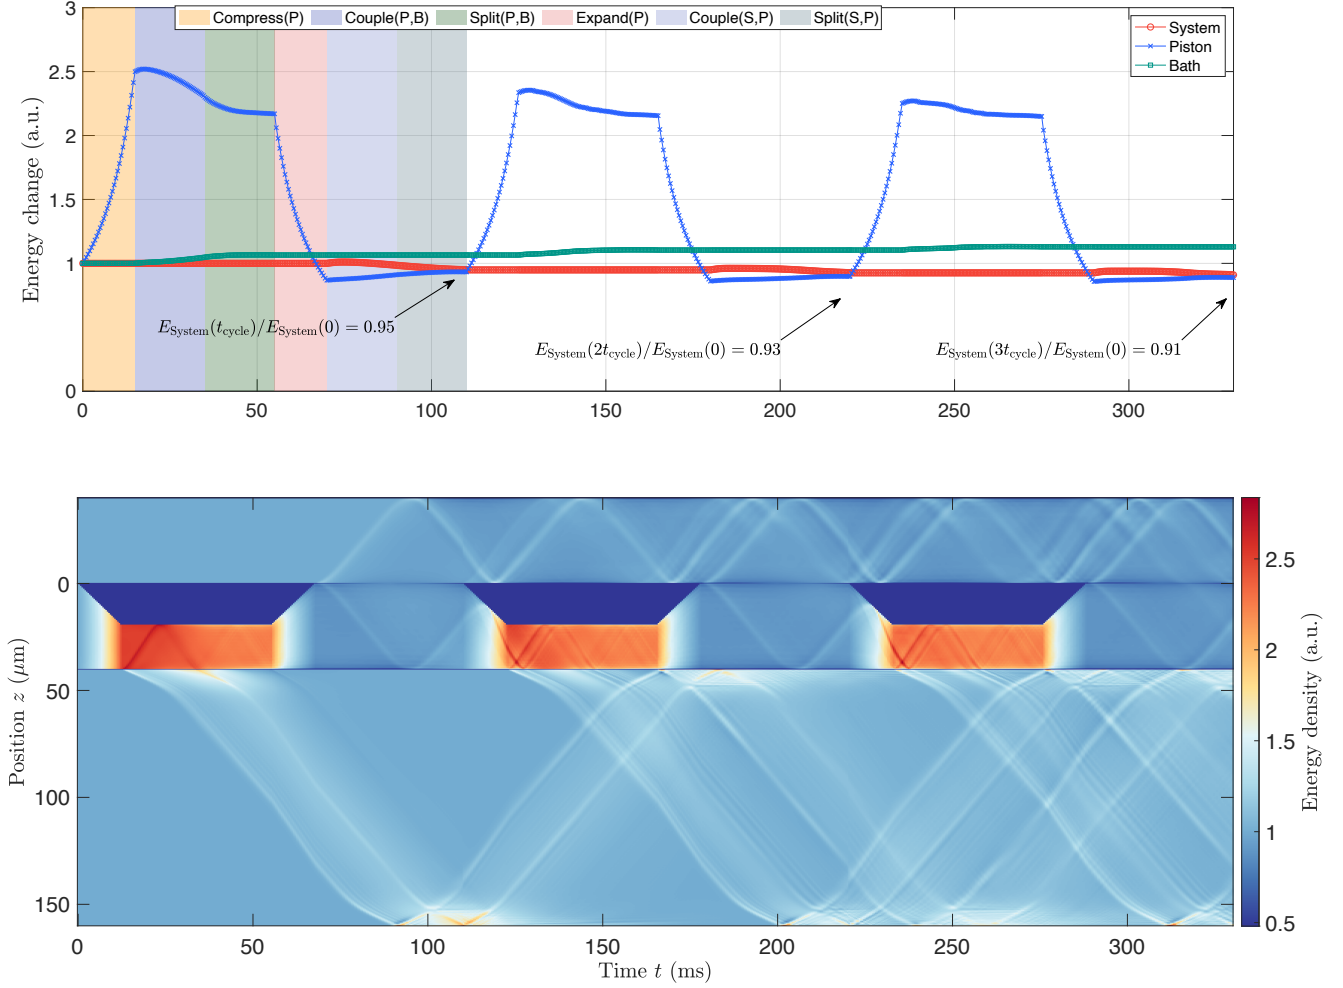 Compress(P) Couple(P,B) Split(P,B) Expand(P) Couple(S,P) Split(S,P)
System
Piston
Bath
Energy change (a.u.)
3
2.5
2
1.5
1
0
E_System(t_cycle)/E_System(0) = 0.95
E_System(2t_cycle)/E_System(0) = 0.93
E_System(3t_cycle)/E_System(0) = 0.91
0 50 100 150 200 250 300
Position z (μm)
0
50
100
150
0 50 100 150 200 250 300
Time t (ms)
2.5
2
1.5
1
0.5
Energy density (a.u.)